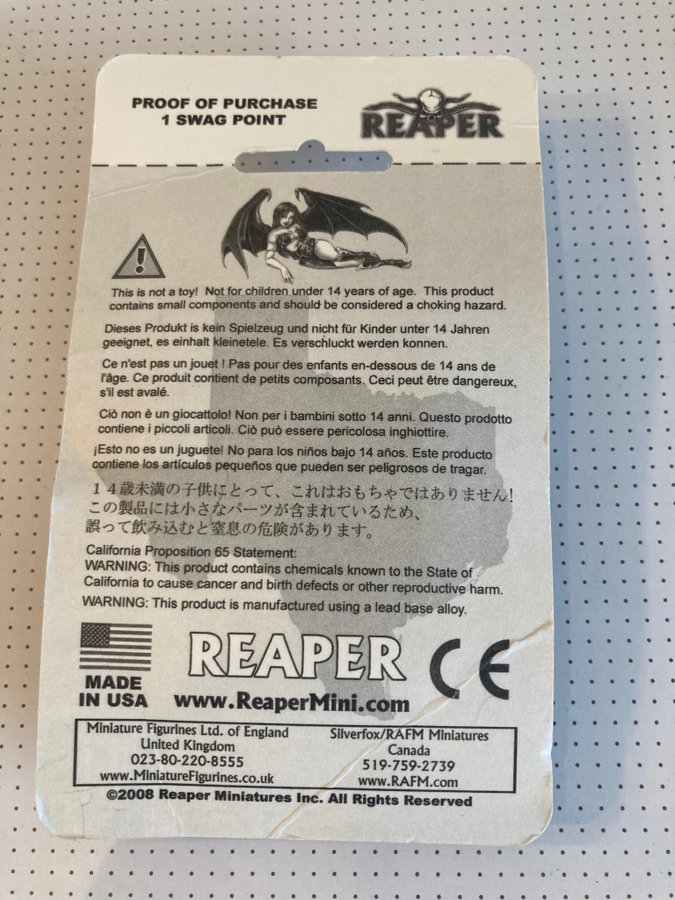 PROOF OF PURCHASE
1 SWAG POINT
REAPER
This is not a toy! Not for children under 14 years of age. This product
contains small components and should be considered a choking hazard.
Dieses Produkt is kein Spielzeug und nicht für Kinder unter 14 Jahren
geeignet, es einhalt kleinetele. Es verschluckt werden konnen.
Ce n'est pas un jouet ! Pas pour des enfants en-dessous de 14 ans de
l'âge. Ce produit contient de petits composants. Ceci peut être dangereux,
s'il est avalé.
Ciò non è un giocattolo! Non per i bambini sotto 14 anni. Questo prodotto
contiene i piccoli articoli. Ciò può essere pericolosa inghiottire.
¡Esto no es un juguete! No para los niños bajo 14 años. Este producto
contiene los artículos pequeños que pueden ser peligrosos de tragar.
１４歳未満の子供にとって、これはおもちゃではありません!
この製品には小さなパーツが含まれているため、
誤って飲み込むと窒息の危険があります。
California Proposition 65 Statement:
WARNING: This product contains chemicals known to the State of
California to cause cancer and birth defects or other reproductive harm.
WARNING: This product is manufactured using a lead base alloy.
MADE
IN USA
REAPER
www.ReaperMini.com
CE
Miniature Figurines Ltd. of England
United Kingdom
023-80-220-8555
www.MiniatureFigurines.co.uk
Silverfox/RAFM Miniatures
Canada
519-759-2739
www.RAFM.com
©2008 Reaper Miniatures Inc. All Rights Reserved